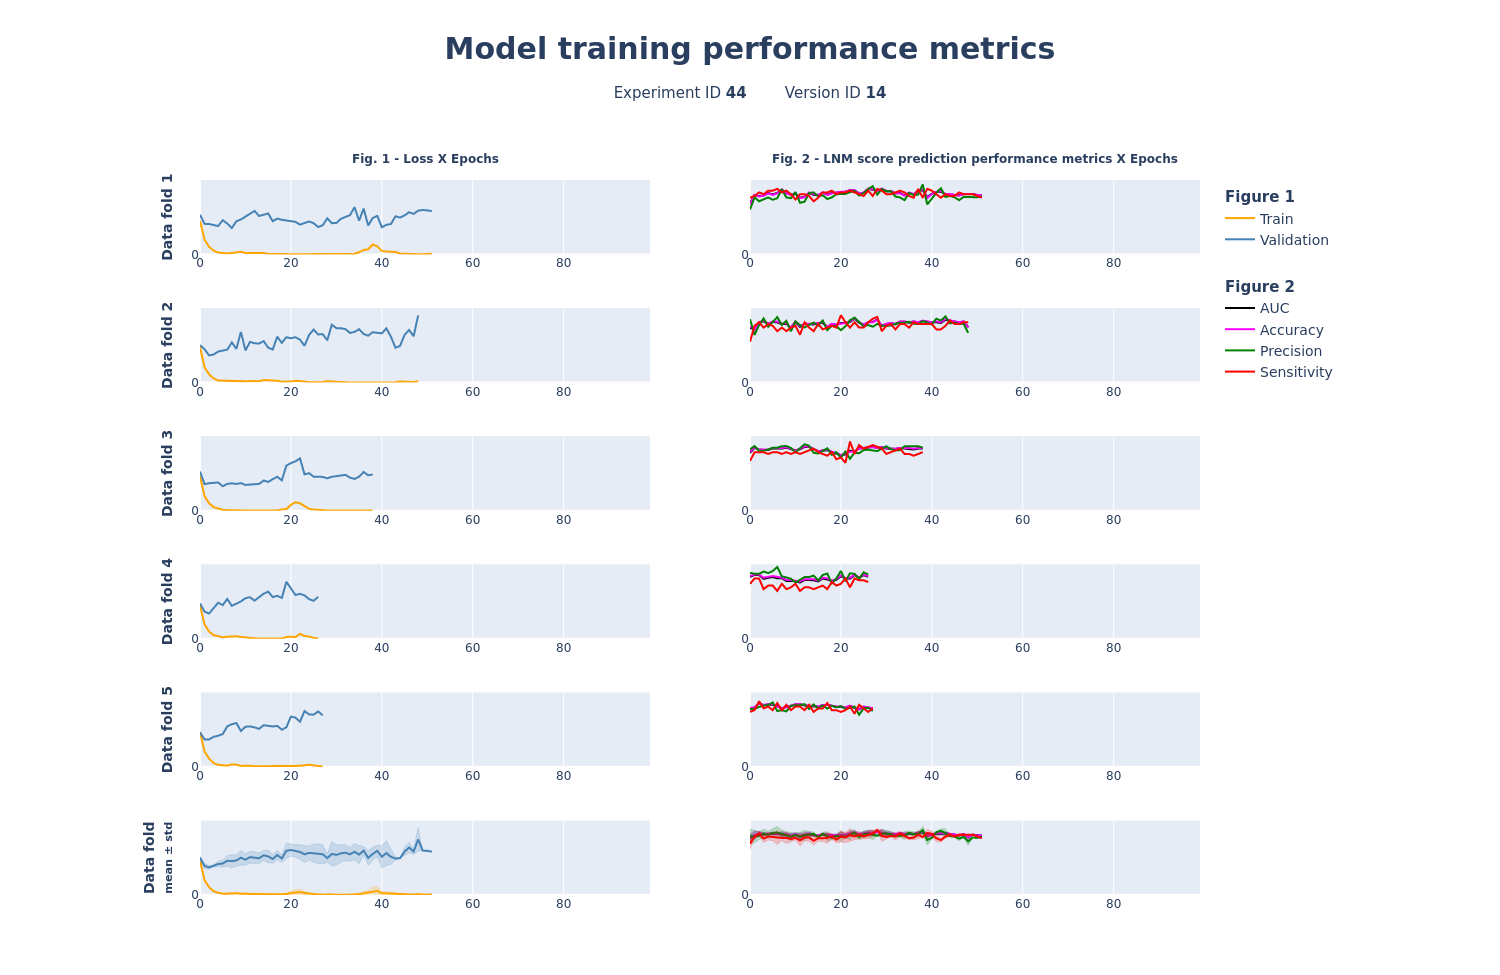 Model training performance metrics
Experiment ID 44 Version ID 14
Fig. 1 - Loss X Epochs
Fig. 2 - LNM score prediction performance metrics X Epochs
Data fold 1
0
0 20 40 60 80
0
0 20 40 60 80
Data fold 2
0
0 20 40 60 80
0
0 20 40 60 80
Data fold 3
0
0 20 40 60 80
0
0 20 40 60 80
Data fold 4
0
0 20 40 60 80
0
0 20 40 60 80
Data fold 5
0
0 20 40 60 80
0
0 20 40 60 80
Data fold
mean ± std
0
0 20 40 60 80
0
0 20 40 60 80
Figure 1
Train
Validation
Figure 2
AUC
Accuracy
Precision
Sensitivity